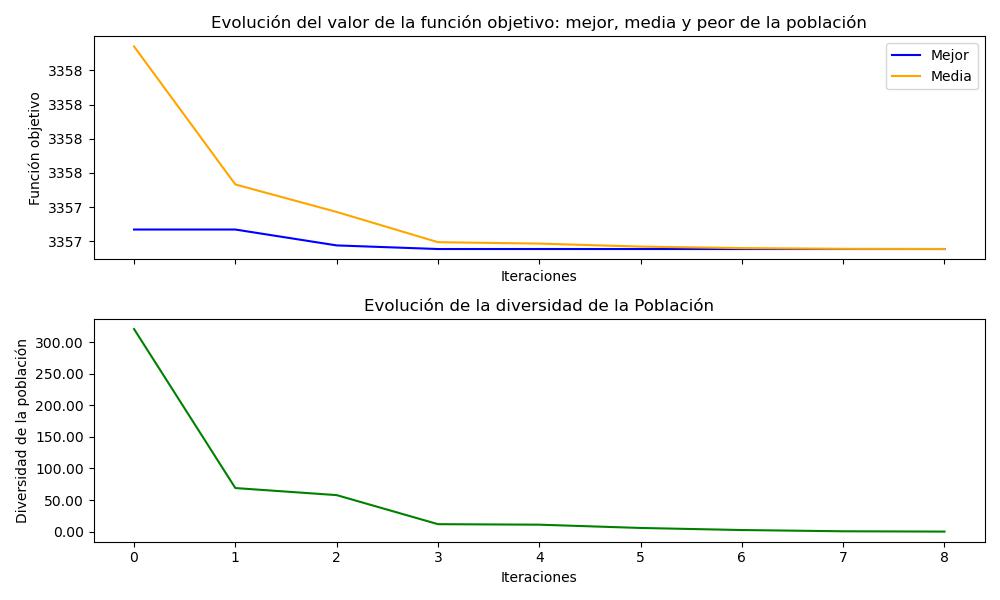 Evolución del valor de la función objetivo: mejor, media y peor de la población
Función objetivo
3358
3358
3358
3358
3357
3357
Mejor
Media
Iteraciones
Evolución de la diversidad de la Población
Diversidad de la población
300.00
250.00
200.00
150.00
100.00
50.00
0.00
0 1 2 3 4 5 6 7 8
Iteraciones